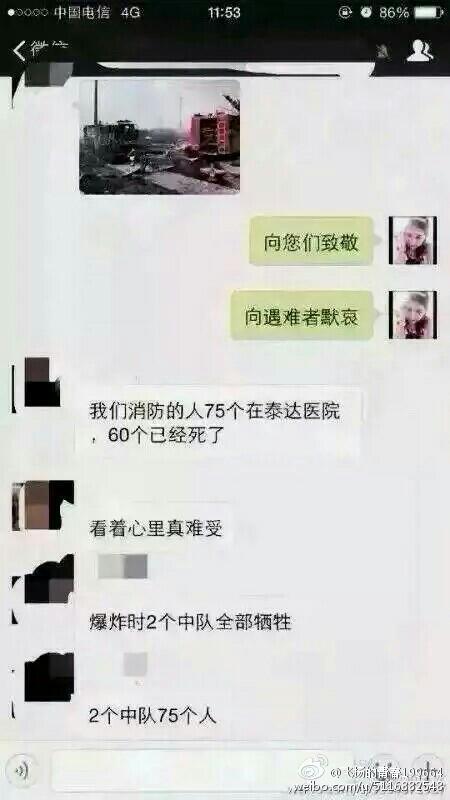 中国电信 4G 11:53 86%
向您们致敬
向遇难者默哀
我们消防的人75个在泰达医院
，60个已经死了
看着心里真难受
爆炸时2个中队全部牺牲
2个中队75个人
weibo.com/u/5116832543